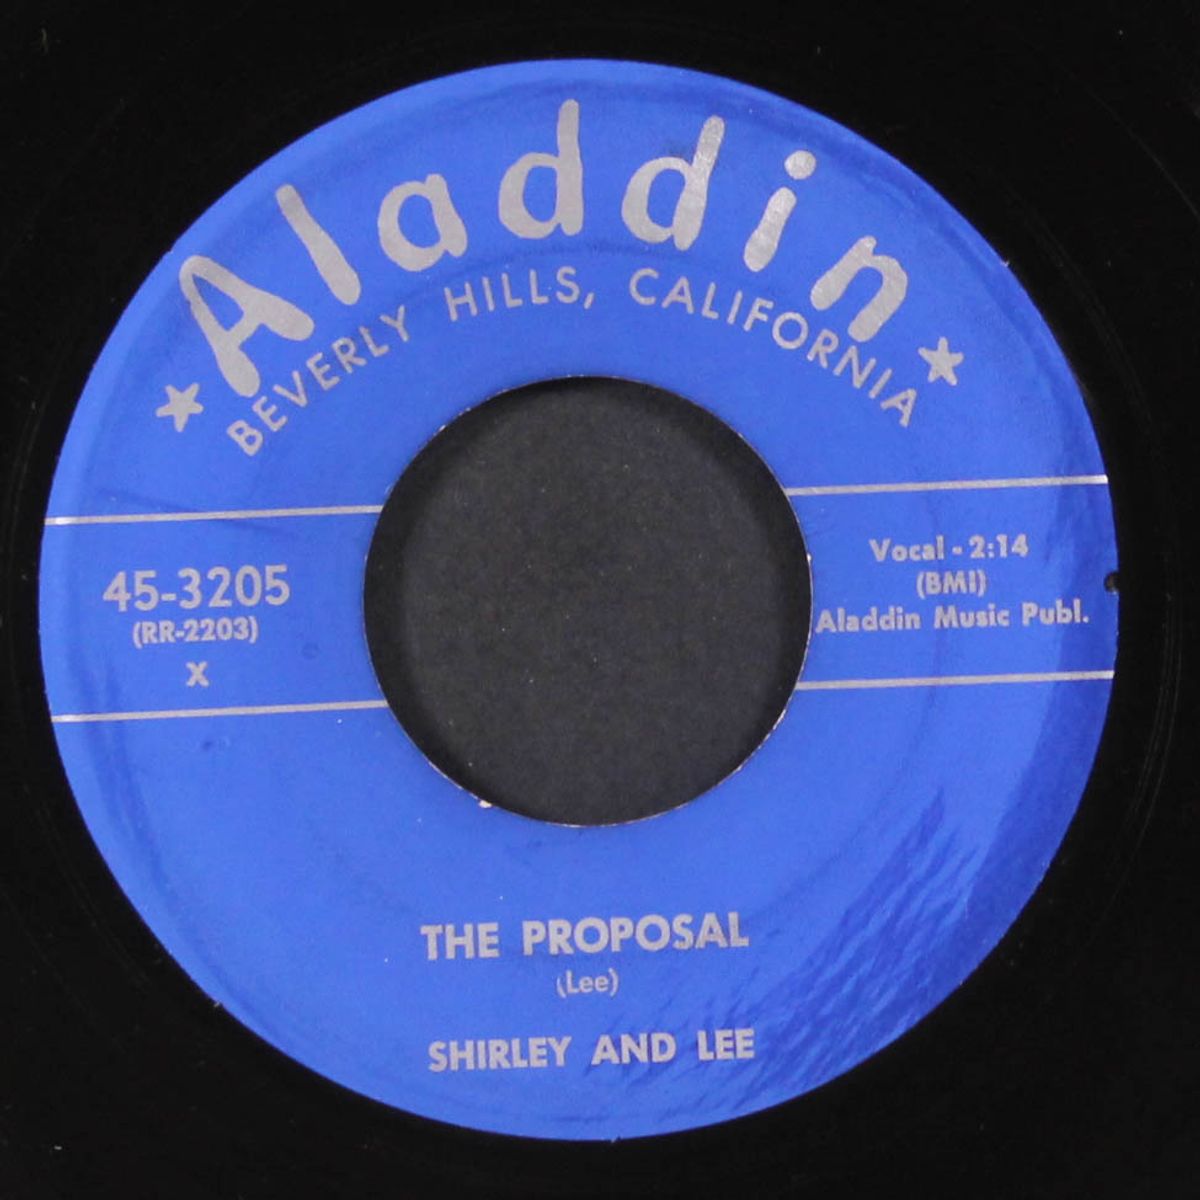 Aladdin
BEVERLY HILLS, CALIFORNIA
45-3205
(RR-2203)
X
Vocal - 2:14
(BMI)
Aladdin Music Publ.
THE PROPOSAL
(Lee)
SHIRLEY AND LEE